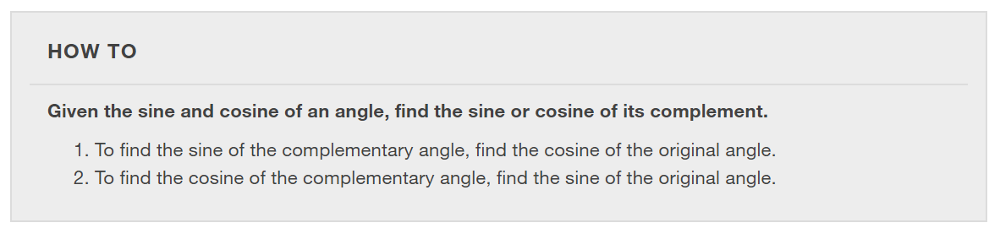 HOW TO
Given the sine and cosine of an angle, find the sine or cosine of its complement.
1. To find the sine of the complementary angle, find the cosine of the original angle.
2. To find the cosine of the complementary angle, find the sine of the original angle.